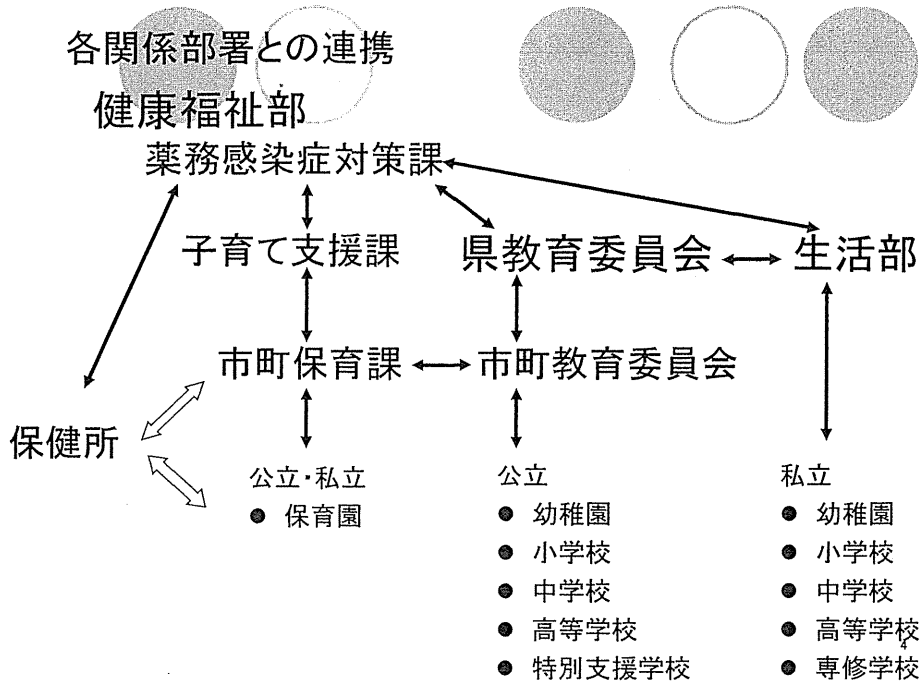 各関係部署との連携
健康福祉部
薬務感染症対策課
子育て支援課
県教育委員会
生活部
市町保育課
市町教育委員会
保健所
公立・私立
● 保育園
公立
● 幼稚園
● 小学校
● 中学校
● 高等学校
● 特別支援学校
私立
● 幼稚園
● 小学校
● 中学校
● 高等学校
● 専修学校
4